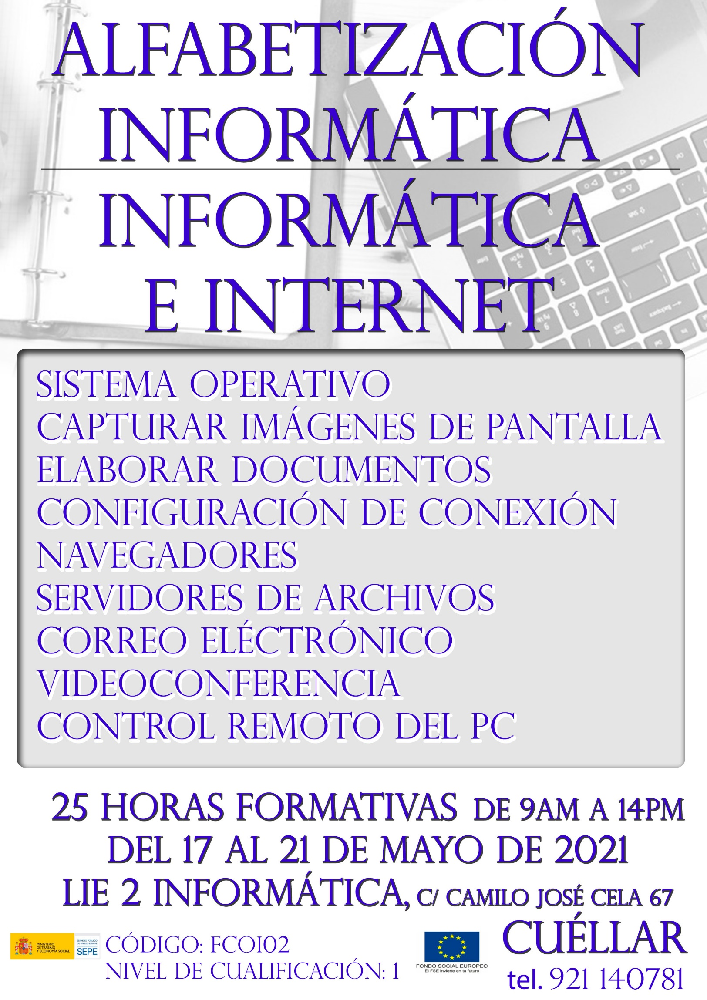 ALFABETIZACIÓN
INFORMÁTICA
INFORMÁTICA
E INTERNET
SISTEMA OPERATIVO
CAPTURAR IMÁGENES DE PANTALLA
ELABORAR DOCUMENTOS
CONFIGURACIÓN DE CONEXIÓN
NAVEGADORES
SERVIDORES DE ARCHIVOS
CORREO ELÉCTRÓNICO
VIDEOCONFERENCIA
CONTROL REMOTO DEL PC
25 HORAS FORMATIVAS DE 9AM A 14PM
DEL 17 AL 21 DE MAYO DE 2021
LIE 2 INFORMÁTICA, C/ CAMILO JOSÉ CELA 67
CUÉLLAR
tel. 921 140781
MINISTERIO
DE TRABAJO
Y ECONOMÍA SOCIAL
SERVICIO PÚBLICO
DE EMPLEO ESTATAL
SEPE
CÓDIGO: FCOI02
NIVEL DE CUALIFICACIÓN: 1
FONDO SOCIAL EUROPEO
El FSE invierte en tu futuro